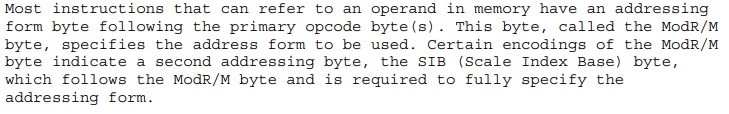 Most instructions that can refer to an operand in memory have an addressing
form byte following the primary opcode byte(s). This byte, called the ModR/M
byte, specifies the address form to be used. Certain encodings of the ModR/M
byte indicate a second addressing byte, the SIB (Scale Index Base) byte,
which follows the ModR/M byte and is required to fully specify the
addressing form.